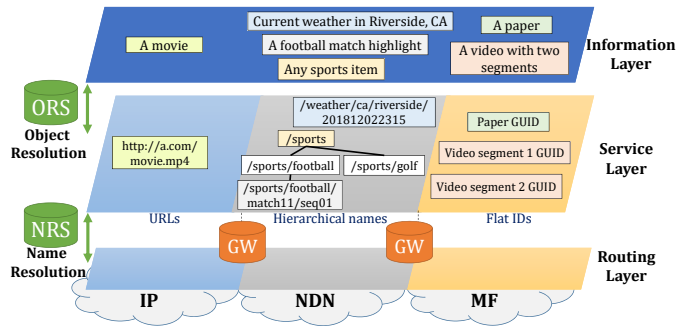 Current weather in Riverside, CA
A paper
A movie
A football match highlight
Information
Layer
A video with two
segments
Any sports item
ORS
Object
Resolution
/weather/ca/riverside/
201812022315
Paper GUID
http://a.com/
movie.mp4
/sports
Video segment 1 GUID
Service
Layer
/sports/football
/sports/golf
Video segment 2 GUID
/sports/football/
match11/seq01
NRS
Name
Resolution
URLs
Hierarchical names
Flat IDs
GW
GW
Routing
Layer
IP
NDN
MF